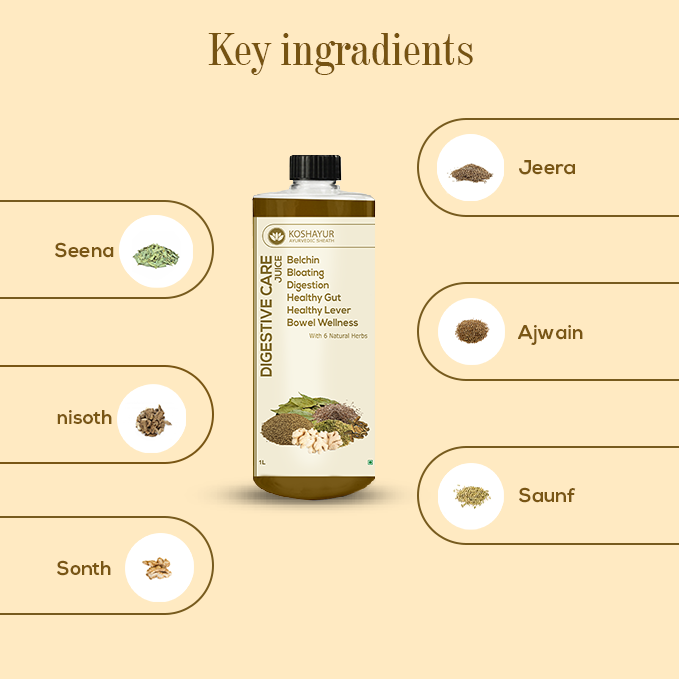 Key ingradients
Seena
nisoth
Sonth
Jeera
Ajwain
Saunf
KOSHAYUR
AYURVEDIC SHEATH
DIGESTIVE CARE
JUICE
Belchin
Bloating
Digestion
Healthy Gut
Healthy Lever
Bowel Wellness
With 6 Natural Herbs
1L